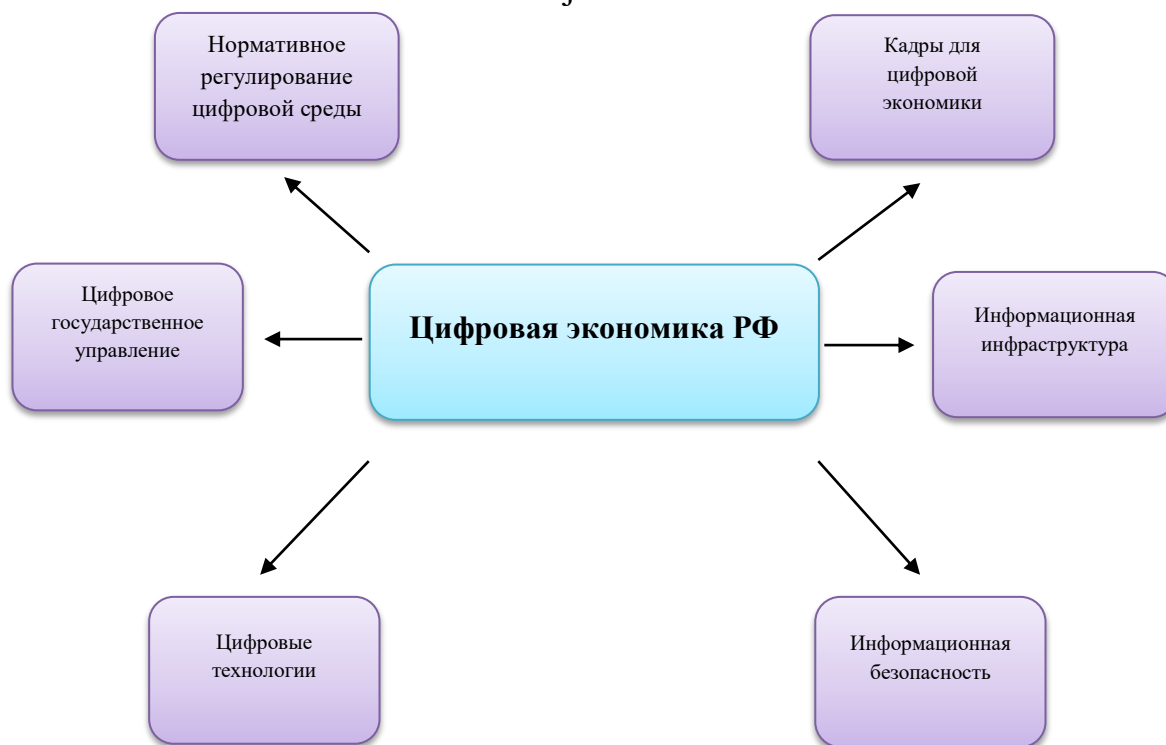 Нормативное
регулирование
цифровой среды
Кадры для
цифровой
экономики
Цифровое
государственное
управление
Цифровая экономика РФ
Информационная
инфраструктура
Цифровые
технологии
Информационная
безопасность